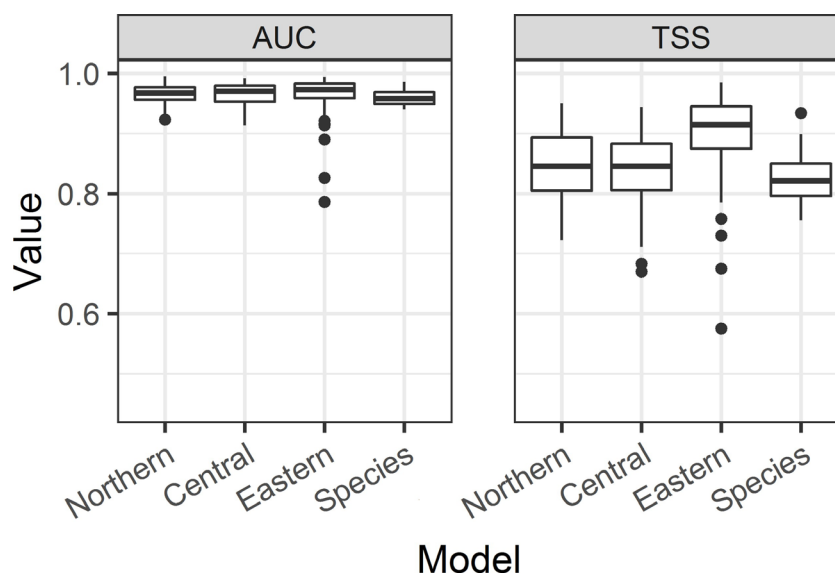 AUC
TSS
Value
1.0
0.8
0.6
Northern
Central
Eastern
Species
Northern
Central
Eastern
Species
Model